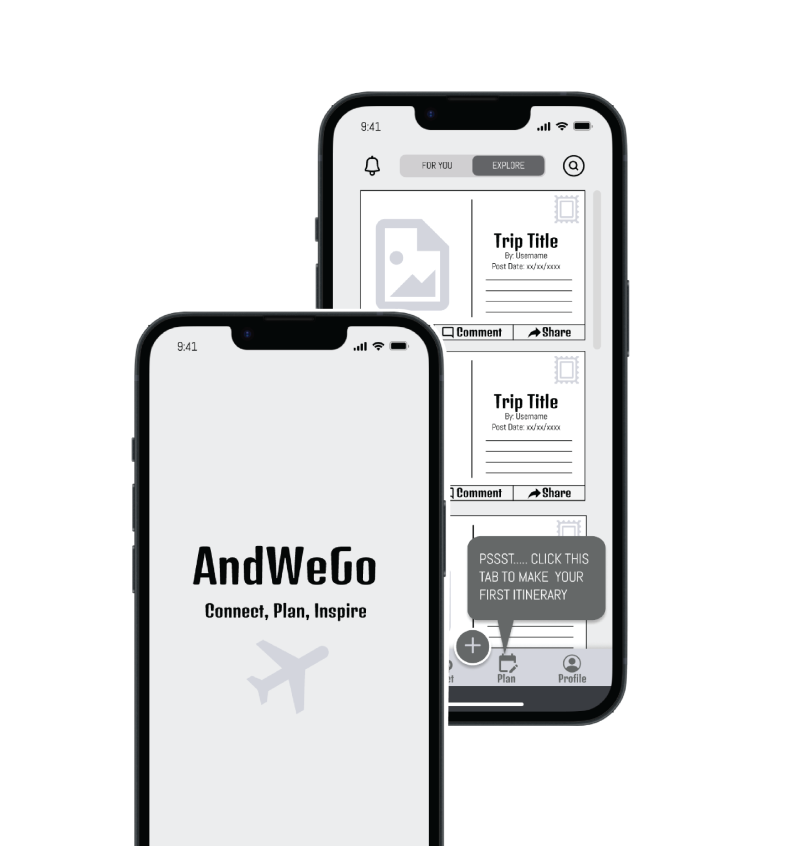 9:41
FOR YOU
EXPLORE
Trip Title
By: Username
Post Date: xx/xx/xxxx
Comment
Share
Trip Title
By: Username
Post Date: xx/xx/xxxx
Comment
Share
PSSST..... CLICK THIS
TAB TO MAKE YOUR
FIRST ITINERARY
Plan
Profile
9:41
AndWeGo
Connect, Plan, Inspire